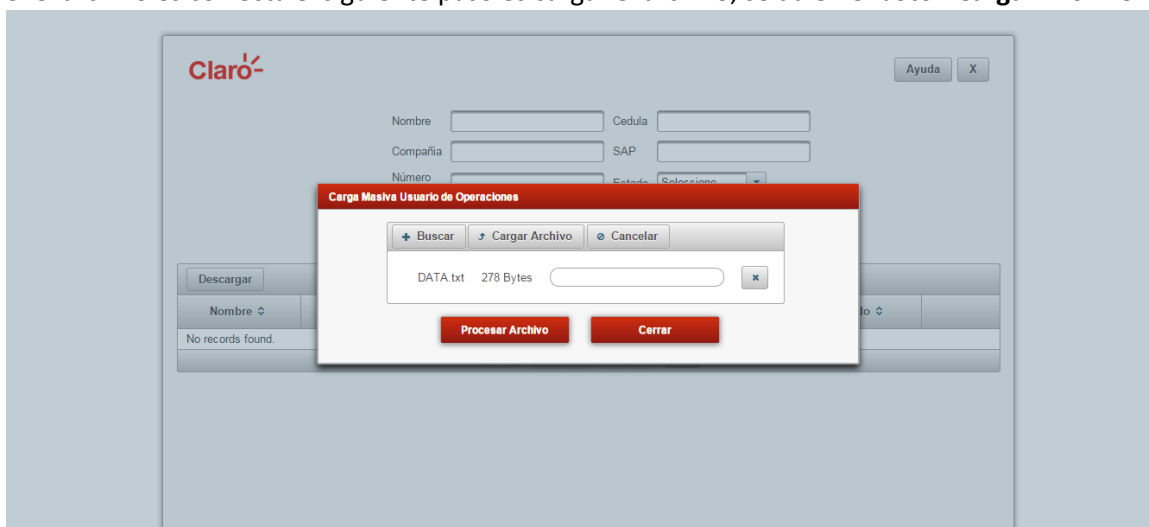 Claro
Ayuda X
Nombre Cedula
Compañia SAP
Número
Carga Masiva Usuario de Operaciones
Buscar Cargar Archivo Cancelar
DATA.txt 278 Bytes
Descargar
Nombre
Procesar Archivo Cerrar
No records found.